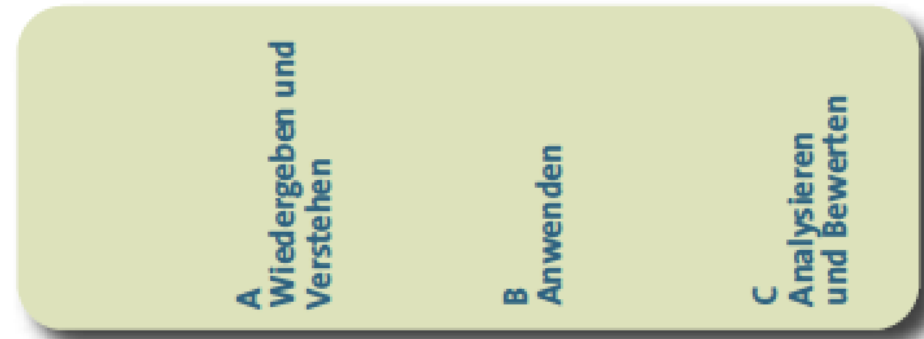 A
Wiedergeben und
Verstehen
B
Anwenden
C
Analysieren
und Bewerten